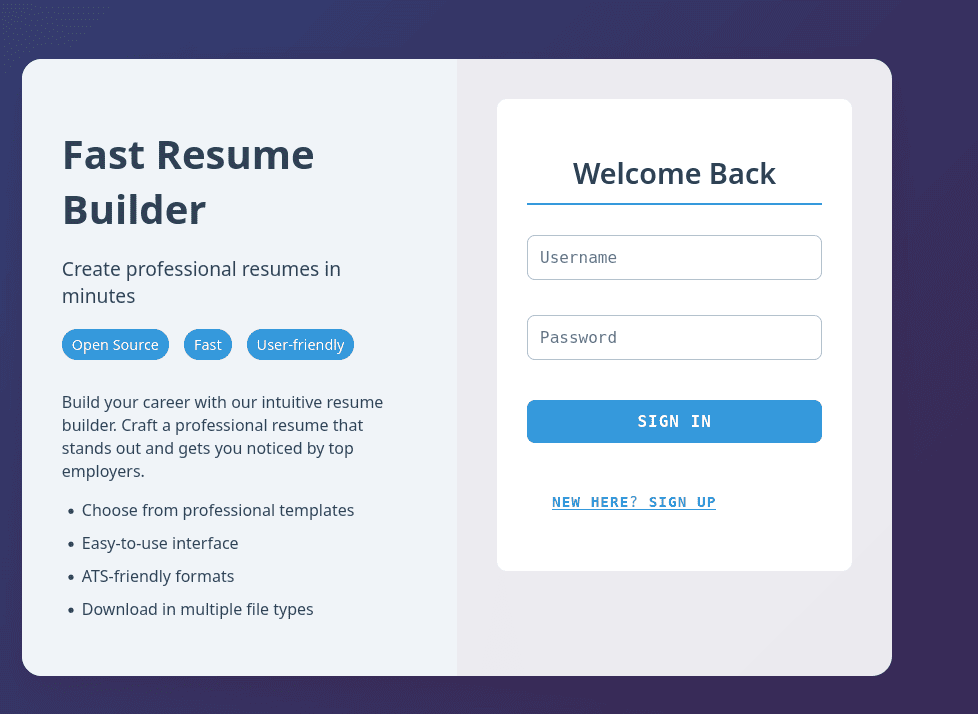 Fast Resume
Builder
Create professional resumes in
minutes
Open Source Fast User-friendly
Build your career with our intuitive resume
builder. Craft a professional resume that
stands out and gets you noticed by top
employers.
• Choose from professional templates
• Easy-to-use interface
• ATS-friendly formats
• Download in multiple file types
Welcome Back
Username
Password
SIGN IN
NEW HERE? SIGN UP